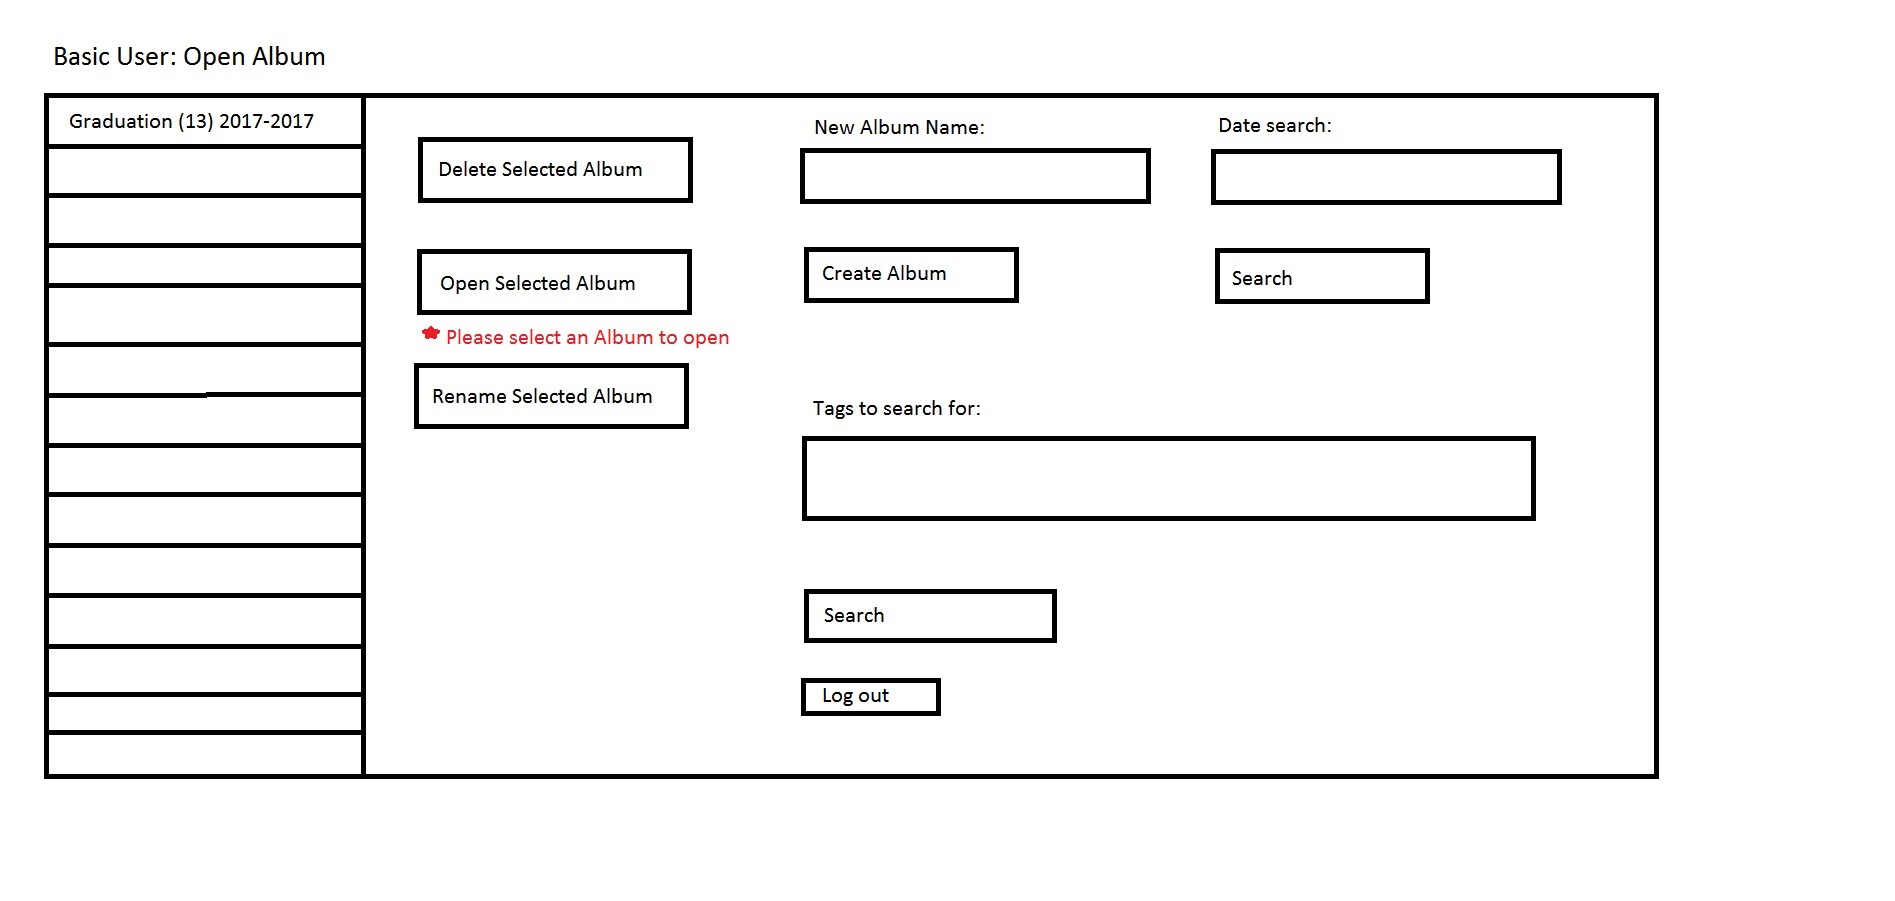 Basic User: Open Album
Graduation (13) 2017-2017
Delete Selected Album
Open Selected Album
Please select an Album to open
Rename Selected Album
New Album Name:
Create Album
Date search:
Search
Tags to search for:
Search
Log out